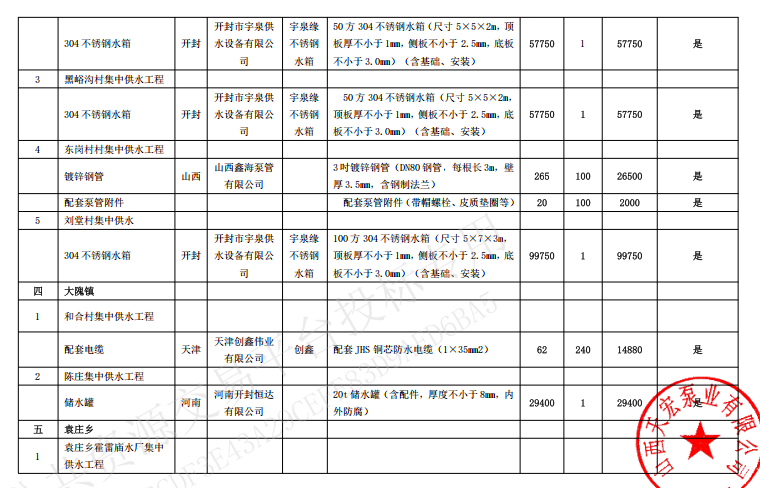 304 不锈钢水箱 开封 开封市宇泉供水设备有限公司 宇泉缘不锈钢水箱 50 方 304 不锈钢水箱（尺寸 5×5×2m，顶板厚不小于 1mm，侧板不小于 2.5mm，底板不小于 3.0mm）（含基础、安装） 57750 1 57750 是
3 黑峪沟村集中供水工程
304 不锈钢水箱 开封 开封市宇泉供水设备有限公司 宇泉缘不锈钢水箱 50 方 304 不锈钢水箱（尺寸 5×5×2m，顶板厚不小于 1mm，侧板不小于 2.5mm，底板不小于 3.0mm）（含基础、安装） 57750 1 57750 是
4 东岗村村集中供水工程
镀锌钢管 山西 山西鑫海泵管有限公司 3 吋镀锌钢管（DN80 钢管，每根长 3m，壁厚 3.5mm，含钢制法兰） 265 100 26500 是
配套泵管附件 配套泵管附件（带帽螺栓、皮质垫圈等） 20 100 2000 是
5 刘堂村集中供水
304 不锈钢水箱 开封 开封市宇泉供水设备有限公司 宇泉缘不锈钢水箱 100 方 304 不锈钢水箱（尺寸 5×7×3m，顶板厚不小于 1mm，侧板不小于 2.5mm，底板不小于 3.0mm）（含基础、安装） 99750 1 99750 是
四 大隗镇
1 和合村集中供水工程
配套电缆 天津 天津创鑫伟业有限公司 创鑫 配套 JHS 铜芯防水电缆（1×35mm2） 62 240 14880 是
2 陈庄集中供水工程
储水罐 河南 河南开封恒达有限公司 20t 储水罐（含配件，厚度不小于 8mm，内外防腐） 29400 1 29400 是
五 袁庄乡
1 袁庄乡霍雷庙水厂集中供水工程
山西天宏泵业有限公司